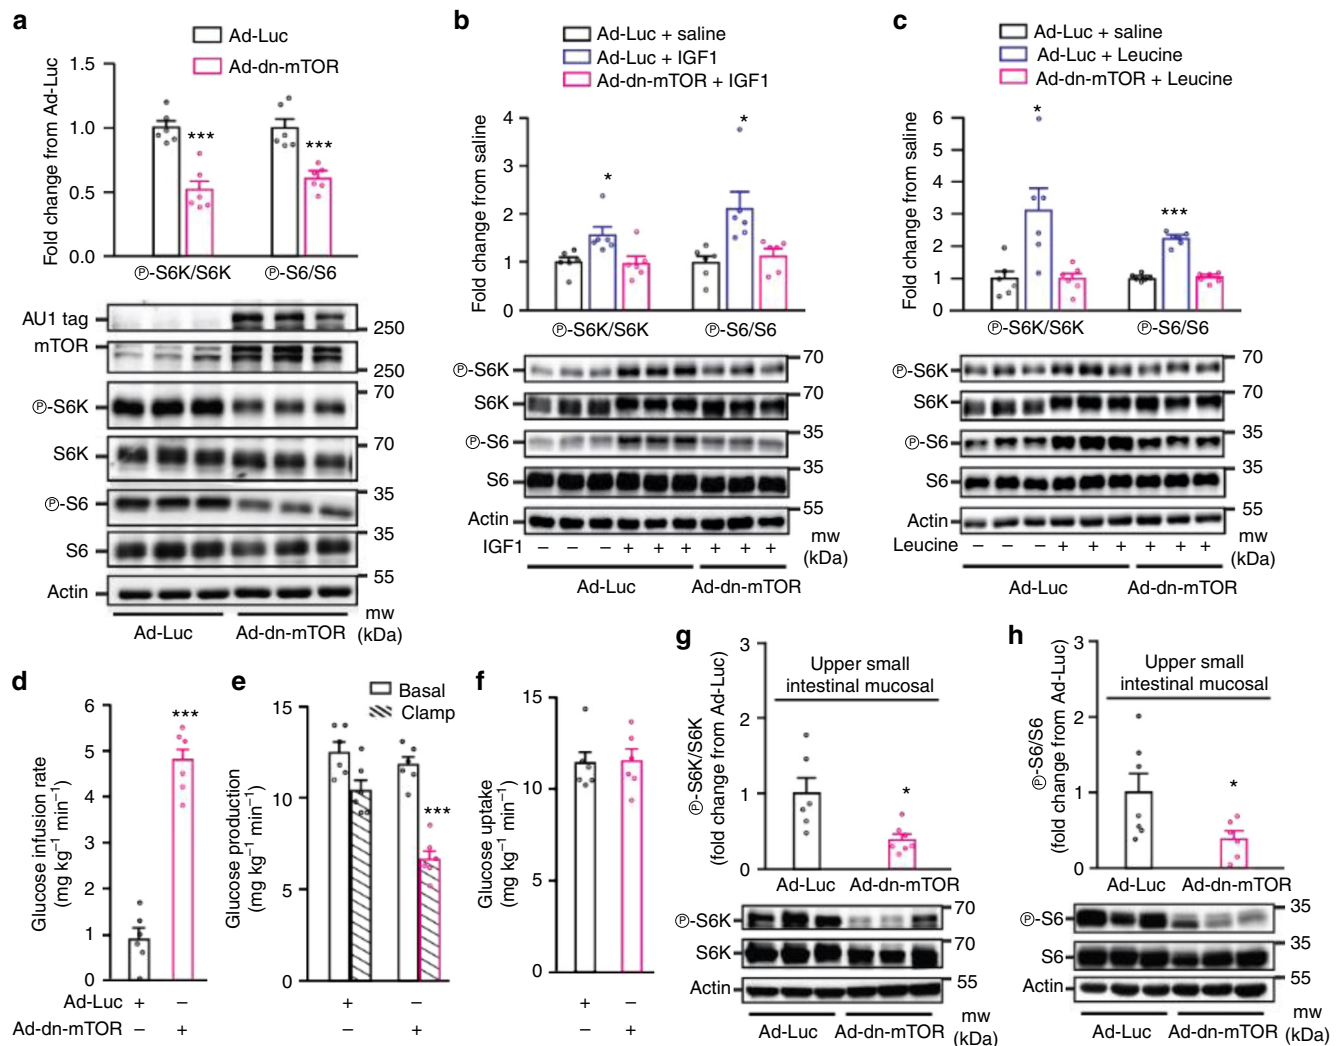 a
Ad-Luc
Ad-dn-mTOR
Fold change from Ad-Luc
1.5
1.0
0.5
0.0
***
***
Ⓟ-S6K/S6K
Ⓟ-S6/S6
AU1 tag
250
mTOR
250
Ⓟ-S6K
70
S6K
70
Ⓟ-S6
35
S6
35
Actin
55
Ad-Luc
Ad-dn-mTOR
mw
(kDa)
b
Ad-Luc + saline
Ad-Luc + IGF1
Ad-dn-mTOR + IGF1
Fold change from saline
4
3
2
1
0
*
*
Ⓟ-S6K/S6K
Ⓟ-S6/S6
Ⓟ-S6K
70
S6K
70
Ⓟ-S6
35
S6
35
Actin
55
IGF1 − − − + + + + + +
mw
(kDa)
Ad-Luc
Ad-dn-mTOR
c
Ad-Luc + saline
Ad-Luc + Leucine
Ad-dn-mTOR + Leucine
Fold change from saline
6
5
4
3
2
1
0
*
***
Ⓟ-S6K/S6K
Ⓟ-S6/S6
Ⓟ-S6K
70
S6K
70
Ⓟ-S6
35
S6
35
Actin
55
Leucine − − − + + + + + +
mw
(kDa)
Ad-Luc
Ad-dn-mTOR
d
Glucose infusion rate
(mg kg⁻¹ min⁻¹)
6
5
4
3
2
1
0
***
Ad-Luc + −
Ad-dn-mTOR − +
e
Basal
Clamp
Glucose production
(mg kg⁻¹ min⁻¹)
15
10
5
0
***
+ −
− +
f
Glucose uptake
(mg kg⁻¹ min⁻¹)
15
10
5
0
+ −
− +
g
Upper small
intestinal mucosal
Ⓟ-S6K/S6K
(fold change from Ad-Luc)
3
2
1
0
*
Ad-Luc
Ad-dn-mTOR
Ⓟ-S6K
70
S6K
70
Actin
55
Ad-Luc
Ad-dn-mTOR
mw
(kDa)
h
Upper small
intestinal mucosal
Ⓟ-S6/S6
(fold change from Ad-Luc)
3
2
1
0
*
Ad-Luc
Ad-dn-mTOR
Ⓟ-S6
35
S6
35
Actin
55
Ad-Luc
Ad-dn-mTOR
mw
(kDa)